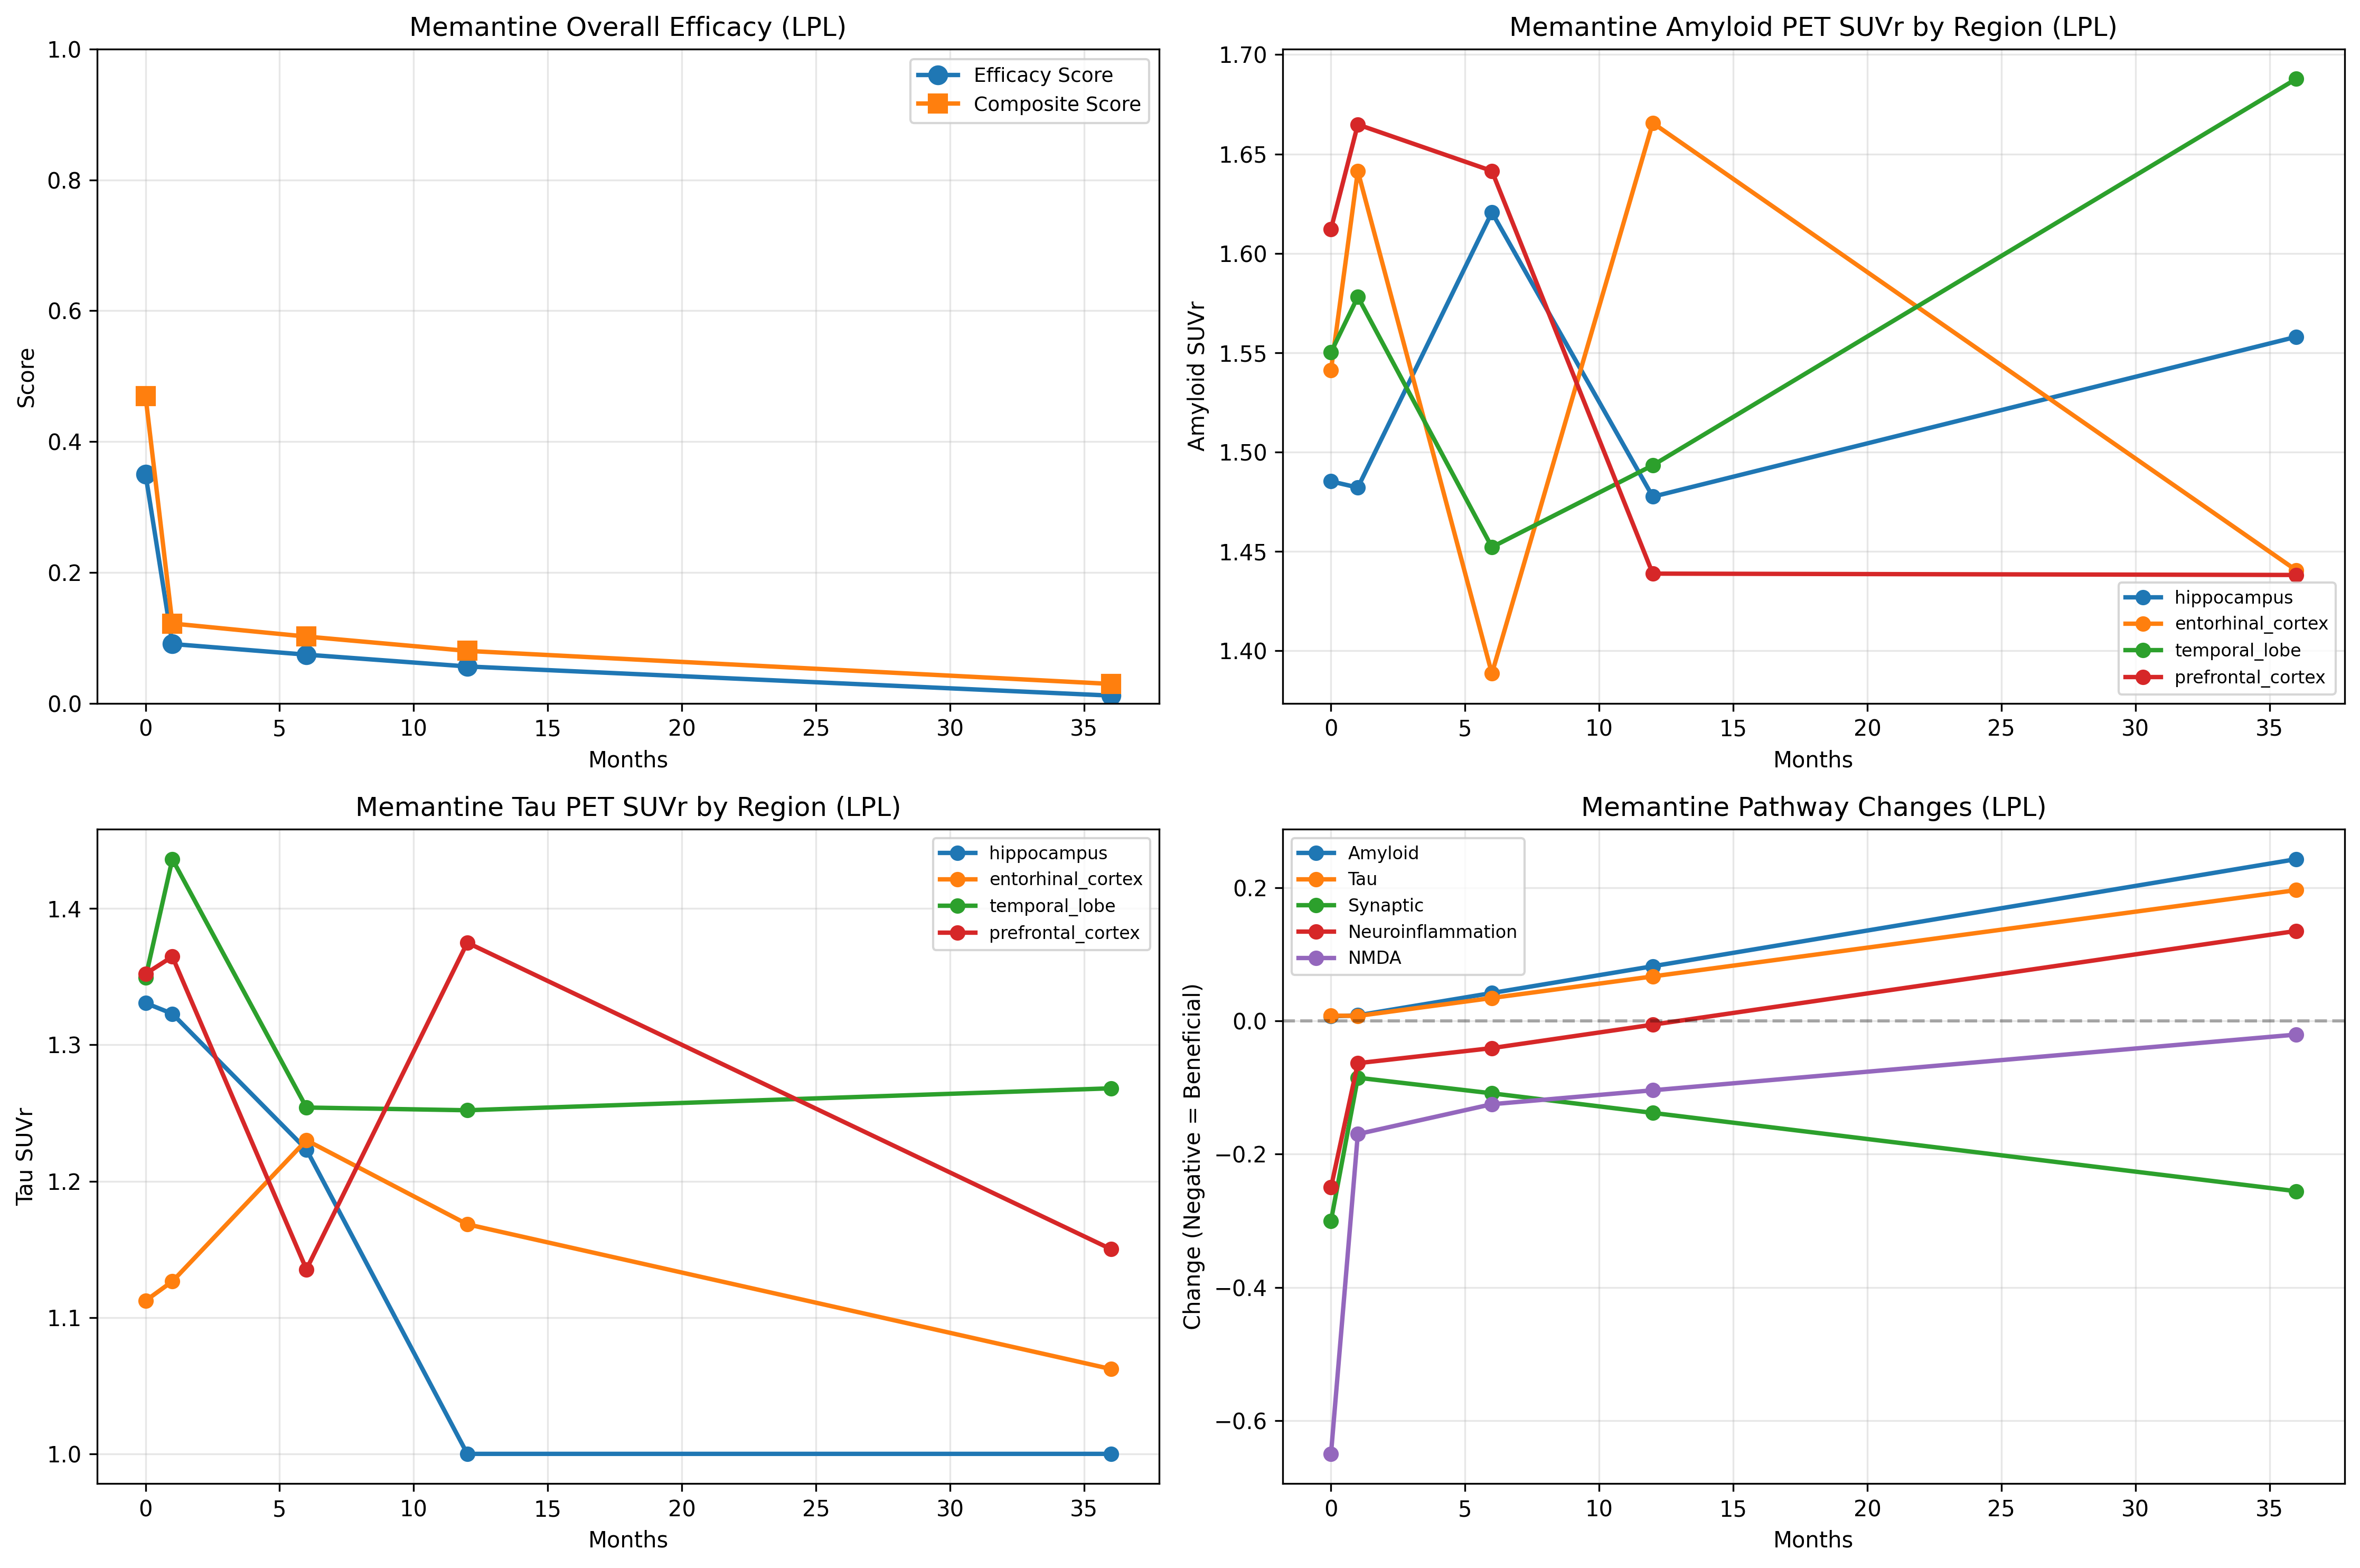 Memantine Overall Efficacy (LPL)
1.0
0.8
0.6
0.4
0.2
0.0
Score
Efficacy Score
Composite Score
0 5 10 15 20 25 30 35
Months
Memantine Amyloid PET SUVr by Region (LPL)
1.70
1.65
1.60
1.55
1.50
1.45
1.40
Amyloid SUVr
hippocampus
entorhinal_cortex
temporal_lobe
prefrontal_cortex
0 5 10 15 20 25 30 35
Months
Memantine Tau PET SUVr by Region (LPL)
1.4
1.3
1.2
1.1
1.0
Tau SUVr
hippocampus
entorhinal_cortex
temporal_lobe
prefrontal_cortex
0 5 10 15 20 25 30 35
Months
Memantine Pathway Changes (LPL)
0.2
0.0
−0.2
−0.4
−0.6
Change (Negative = Beneficial)
Amyloid
Tau
Synaptic
Neuroinflammation
NMDA
0 5 10 15 20 25 30 35
Months